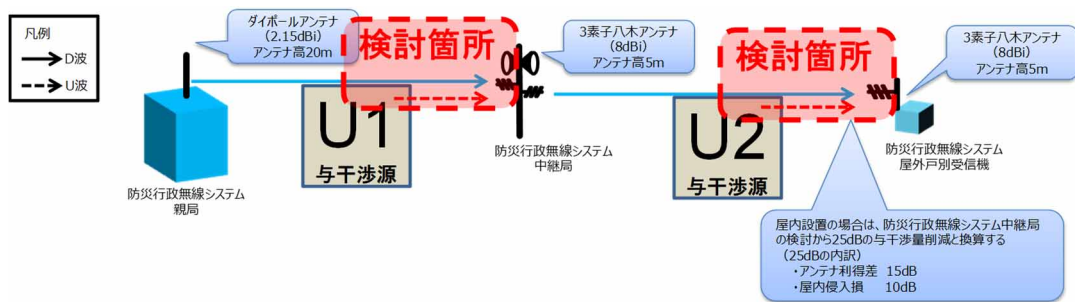 凡例
D波
U波
ダイポールアンテナ
(2.15dBi)
アンテナ高20m
検討箇所
3素子八木アンテナ
(8dBi)
アンテナ高5m
検討箇所
3素子八木アンテナ
(8dBi)
アンテナ高5m
U1
与干渉源
U2
与干渉源
防災行政無線システム
親局
防災行政無線システム
中継局
防災行政無線システム
屋外戸別受信機
屋内設置の場合は、防災行政無線システム中継局
の検討から25dBの与干渉量削減と換算する
(25dBの内訳)
・アンテナ利得差 15dB
・屋内侵入損 10dB